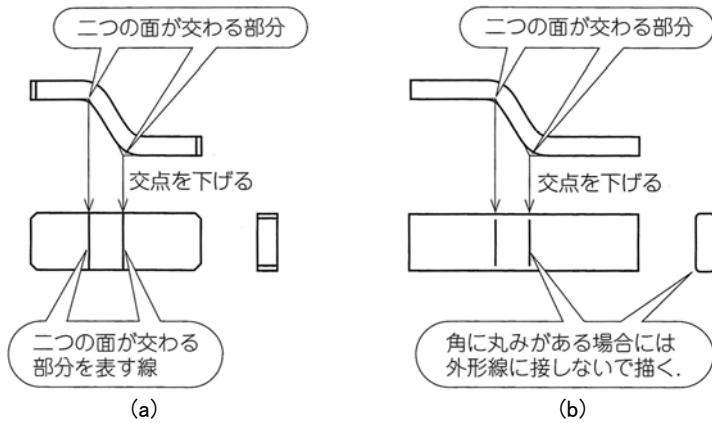 二つの面が交わる部分
交点を下げる
二つの面が交わる
部分を表す線
(a)
二つの面が交わる部分
交点を下げる
角に丸みがある場合には
外形線に接しないで描く.
(b)